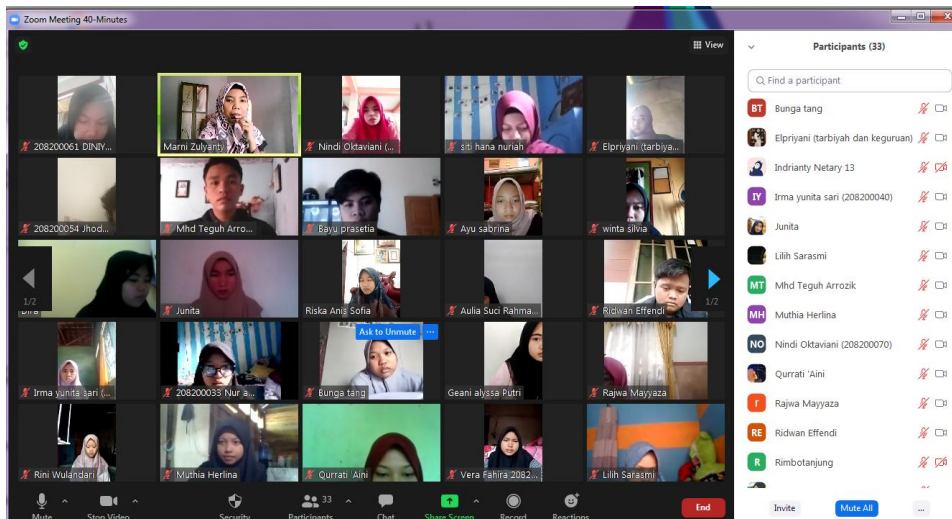 Zoom Meeting 40-Minutes
View
208200061 DINIY...
Marni Zulyanty
Nindi Oktaviani (...
siti hana nuriah
Elpriyani (tarbiya...
208200054 Jhod...
Mhd Teguh Arro...
Bayu prasetia
Ayu sabrina
winta silvia
1/2
Junita
Riska Anis Sofia
Aulia Suci Rahma...
Ridwan Effendi
1/2
Ask to Unmute ...
Irma yunita sari (...
208200033 Nur a...
Bunga tang
Geani alyssa Putri
Rajwa Mayyaza
Rini Wulandari
Muthia Herlina
Qurrati 'Aini
Vera Fahira 2082...
Lilih Sarasmi
Mute
Stop Video
Security
33
Participants
Chat
Share Screen
Record
Reactions
End
Participants (33)
Find a participant
BT Bunga tang
Elpriyani (tarbiyah dan keguruan)
Indrianty Netary 13
IY Irma yunita sari (208200040)
Junita
Lilih Sarasmi
MT Mhd Teguh Arrozik
MH Muthia Herlina
NO Nindi Oktaviani (208200070)
Qurrati 'Aini
r Rajwa Mayyaza
RE Ridwan Effendi
R Rimbotanjung
Invite
Mute All
...